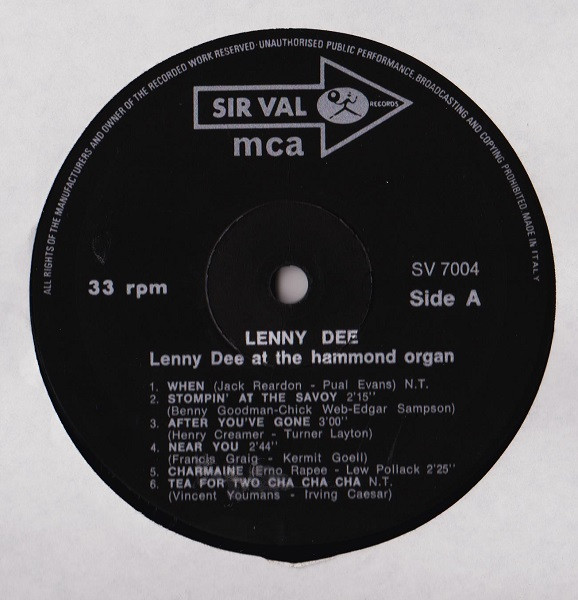 ALL RIGHTS OF THE MANUFACTURERS AND OWNER OF THE RECORDED WORK RESERVED·UNAUTHORISED PUBLIC PERFORMANCE, BROADCASTING AND COPYING PROHIBITED MADE IN ITALY
SIR VAL RECORDS
mca
33 rpm
SV 7004
Side A
LENNY DEE
Lenny Dee at the hammond organ
1. WHEN (Jack Reardon - Pual Evans) N.T.
2. STOMPIN' AT THE SAVOY 2'15''
(Benny Goodman-Chick Web-Edgar Sampson)
3. AFTER YOU'VE GONE 3'00''
(Henry Creamer - Turner Layton)
4. NEAR YOU 2'44''
(Francis Graig - Kermit Goell)
5. CHARMAINE (Erno Rapee - Lew Pollack 2'25''
6. TEA FOR TWO CHA CHA CHA N.T.
(Vincent Youmans - Irving Caesar)